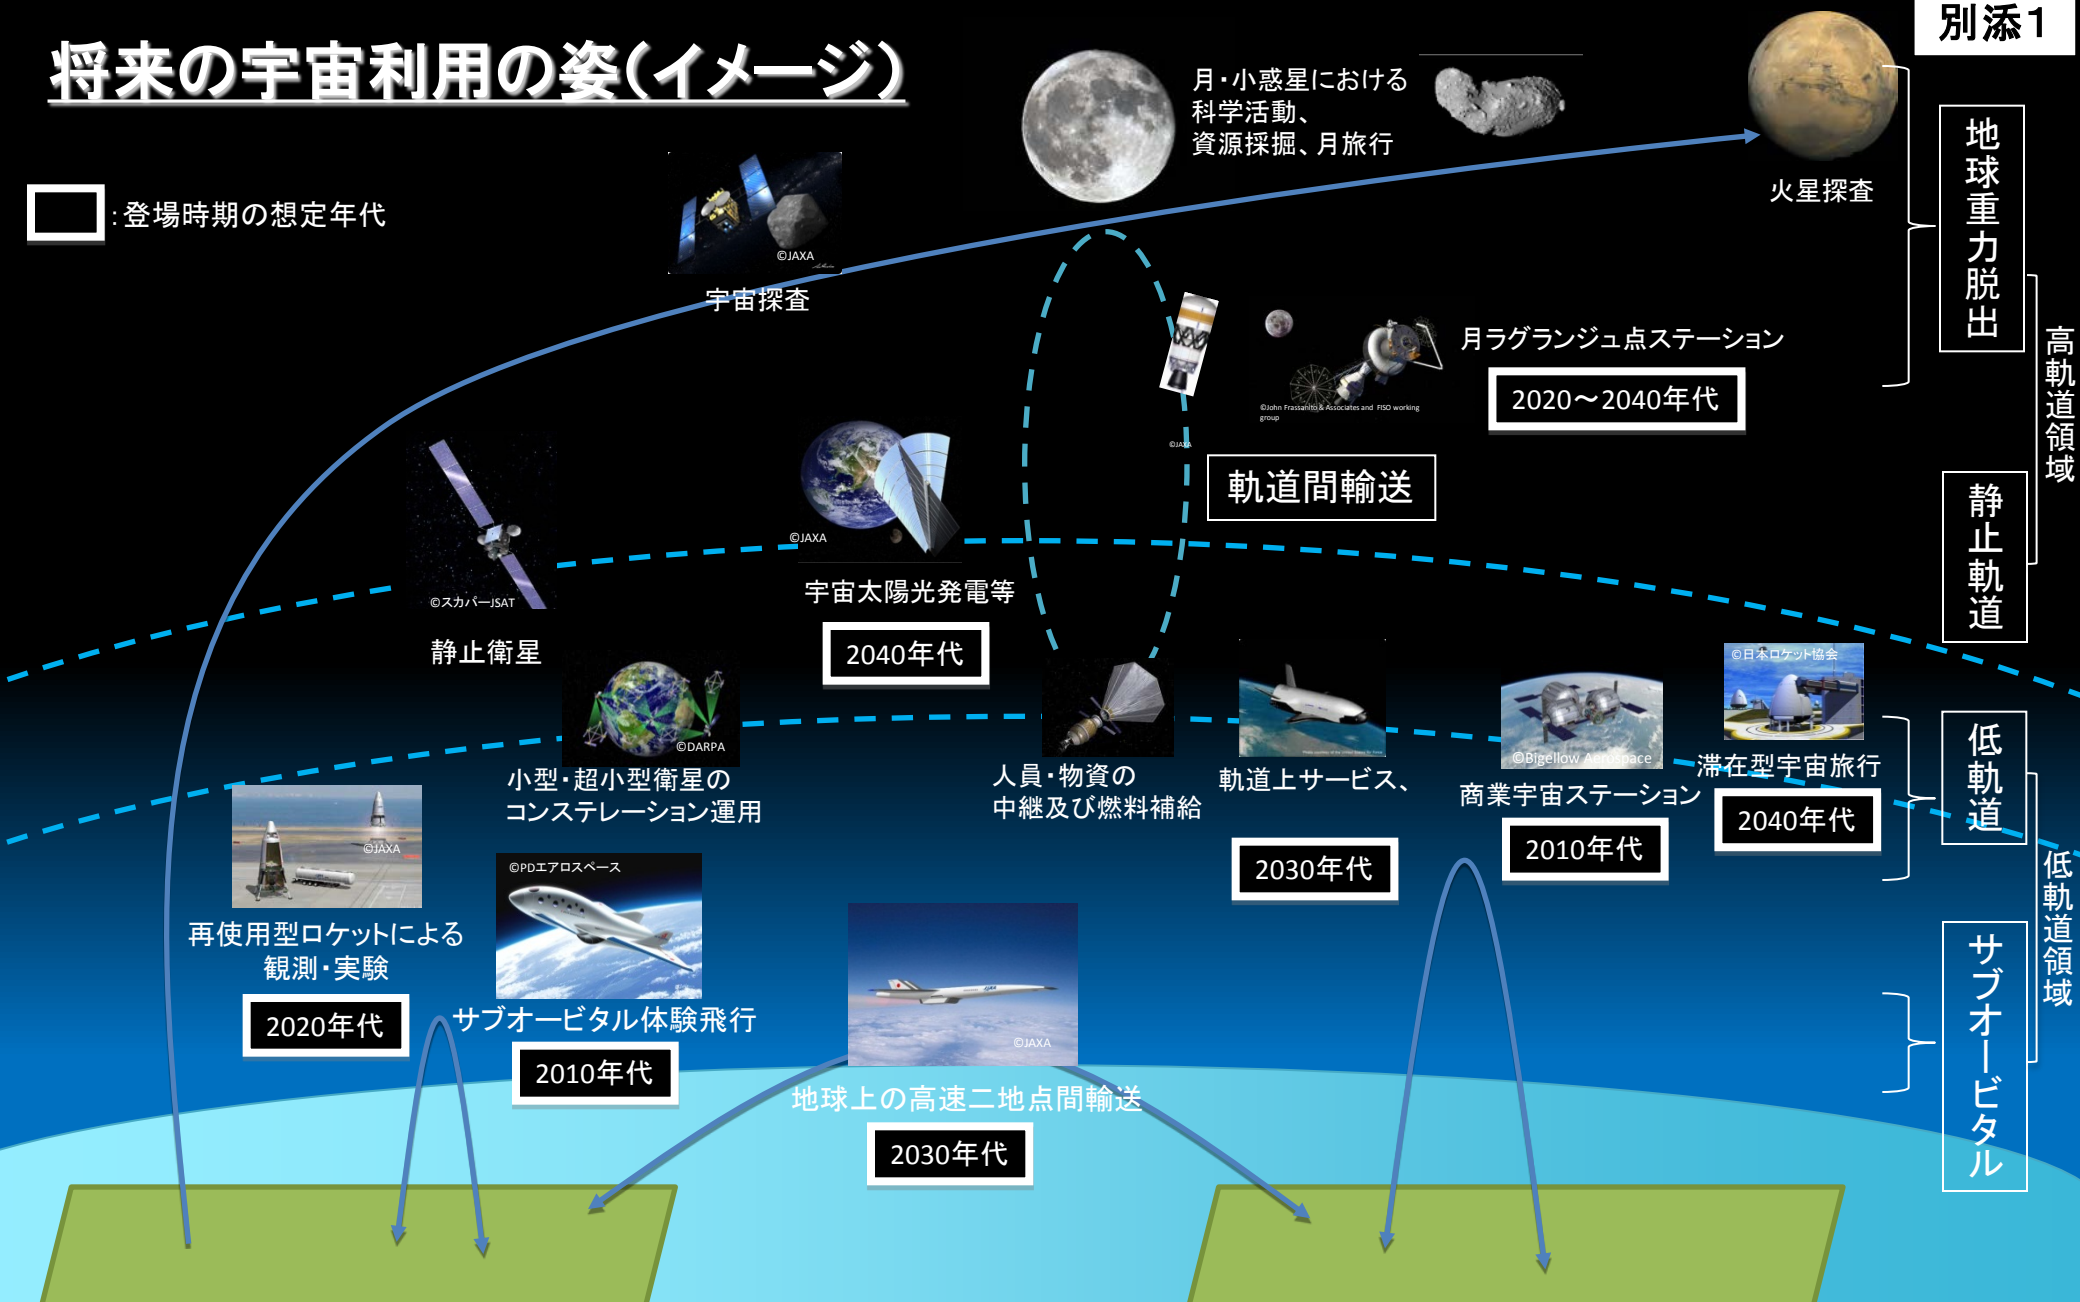 別添１
将来の宇宙利用の姿（イメージ）
：登場時期の想定年代
月・小惑星における
科学活動、
資源採掘、月旅行
火星探査
©JAXA
宇宙探査
地球重力脱出
高軌道領域
月ラグランジュ点ステーション
2020～2040年代
©John Frassanito & Associates and FISO working
group
©JAXA
軌道間輸送
静止軌道
©スカパーJSAT
静止衛星
©JAXA
宇宙太陽光発電等
2040年代
©DARPA
小型・超小型衛星の
コンステレーション運用
人員・物資の
中継及び燃料補給
軌道上サービス、
2030年代
©Bigellow Aerospace
商業宇宙ステーション
2010年代
©日本ロケット協会
滞在型宇宙旅行
2040年代
低軌道
低軌道領域
©JAXA
再使用型ロケットによる
観測・実験
2020年代
©PDエアロスペース
サブオービタル体験飛行
2010年代
JAXA
©JAXA
地球上の高速二地点間輸送
2030年代
サブオービタル